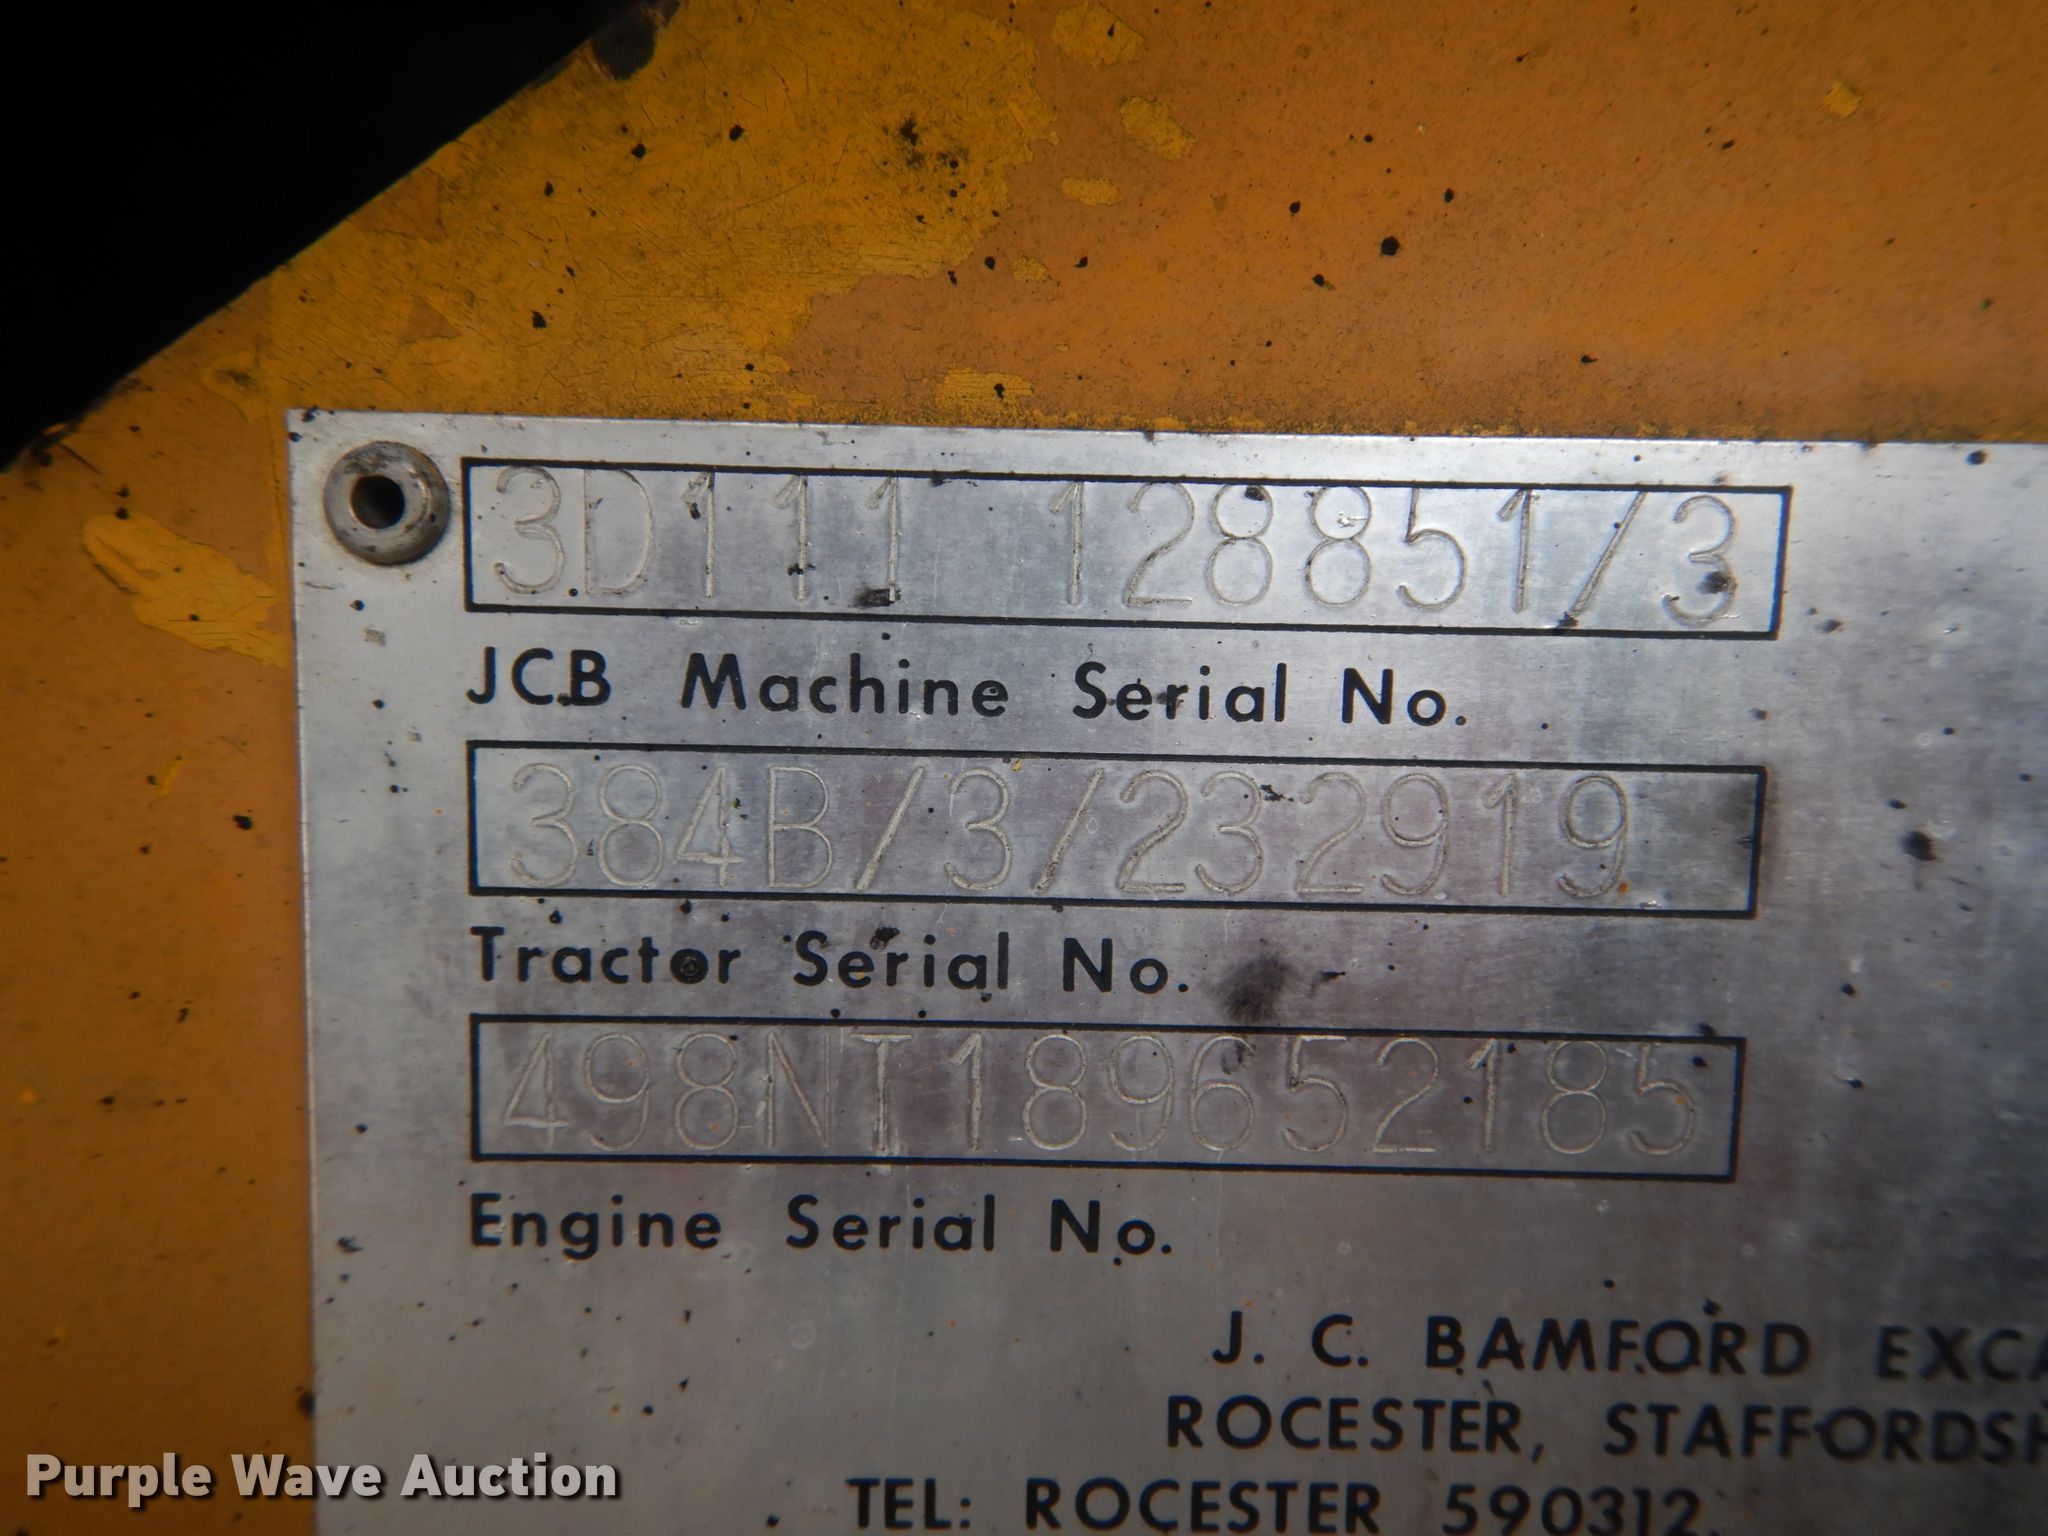 3D111 128851/3
JCB Machine Serial No.
384B/3/232919
Tractor Serial No.
498NT189652185
Engine Serial No.
J. C. BAMFORD EXCA
ROCESTER, STAFFORDSH
TEL: ROCESTER 590312.
Purple Wave Auction